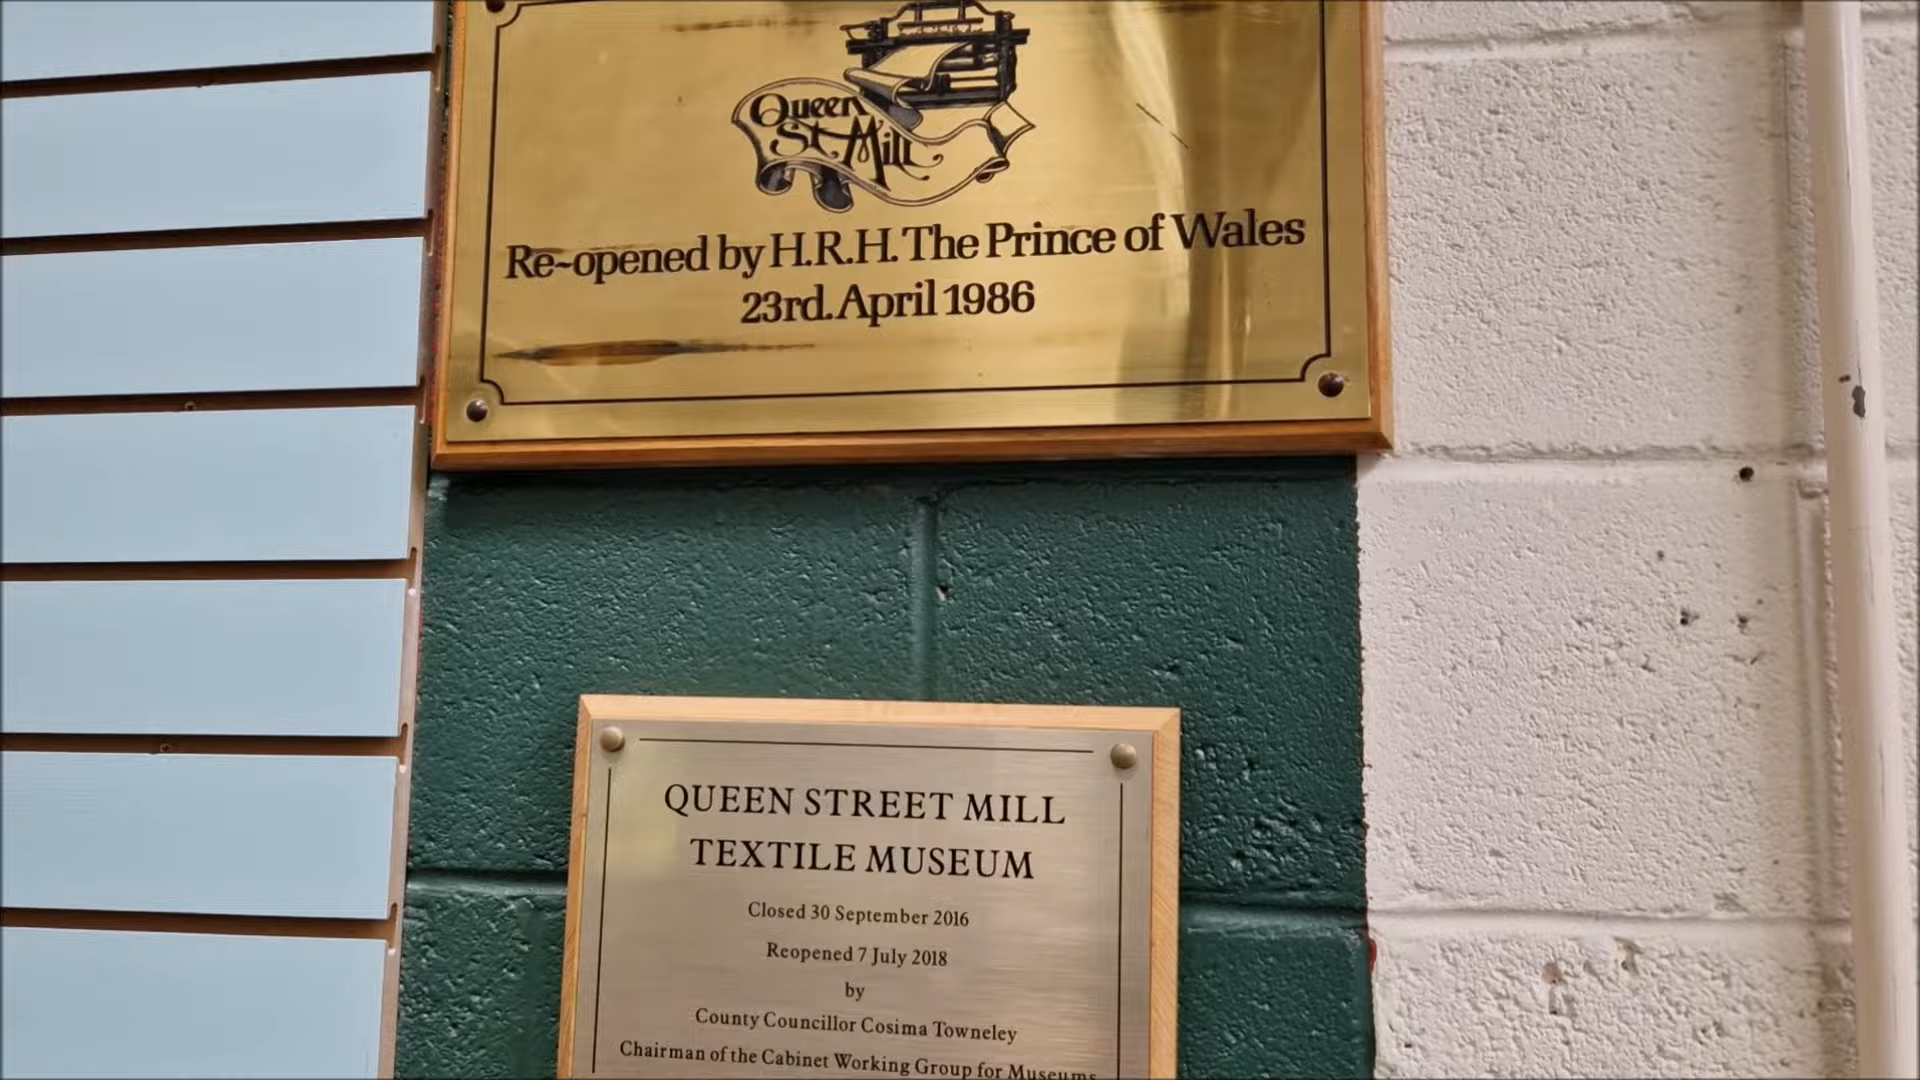 Queen
St Mill
Re-opened by H.R.H. The Prince of Wales
23rd. April 1986
QUEEN STREET MILL
TEXTILE MUSEUM
Closed 30 September 2016
Reopened 7 July 2018
by
County Councillor Cosima Towneley
Chairman of the Cabinet Working Group for Museums